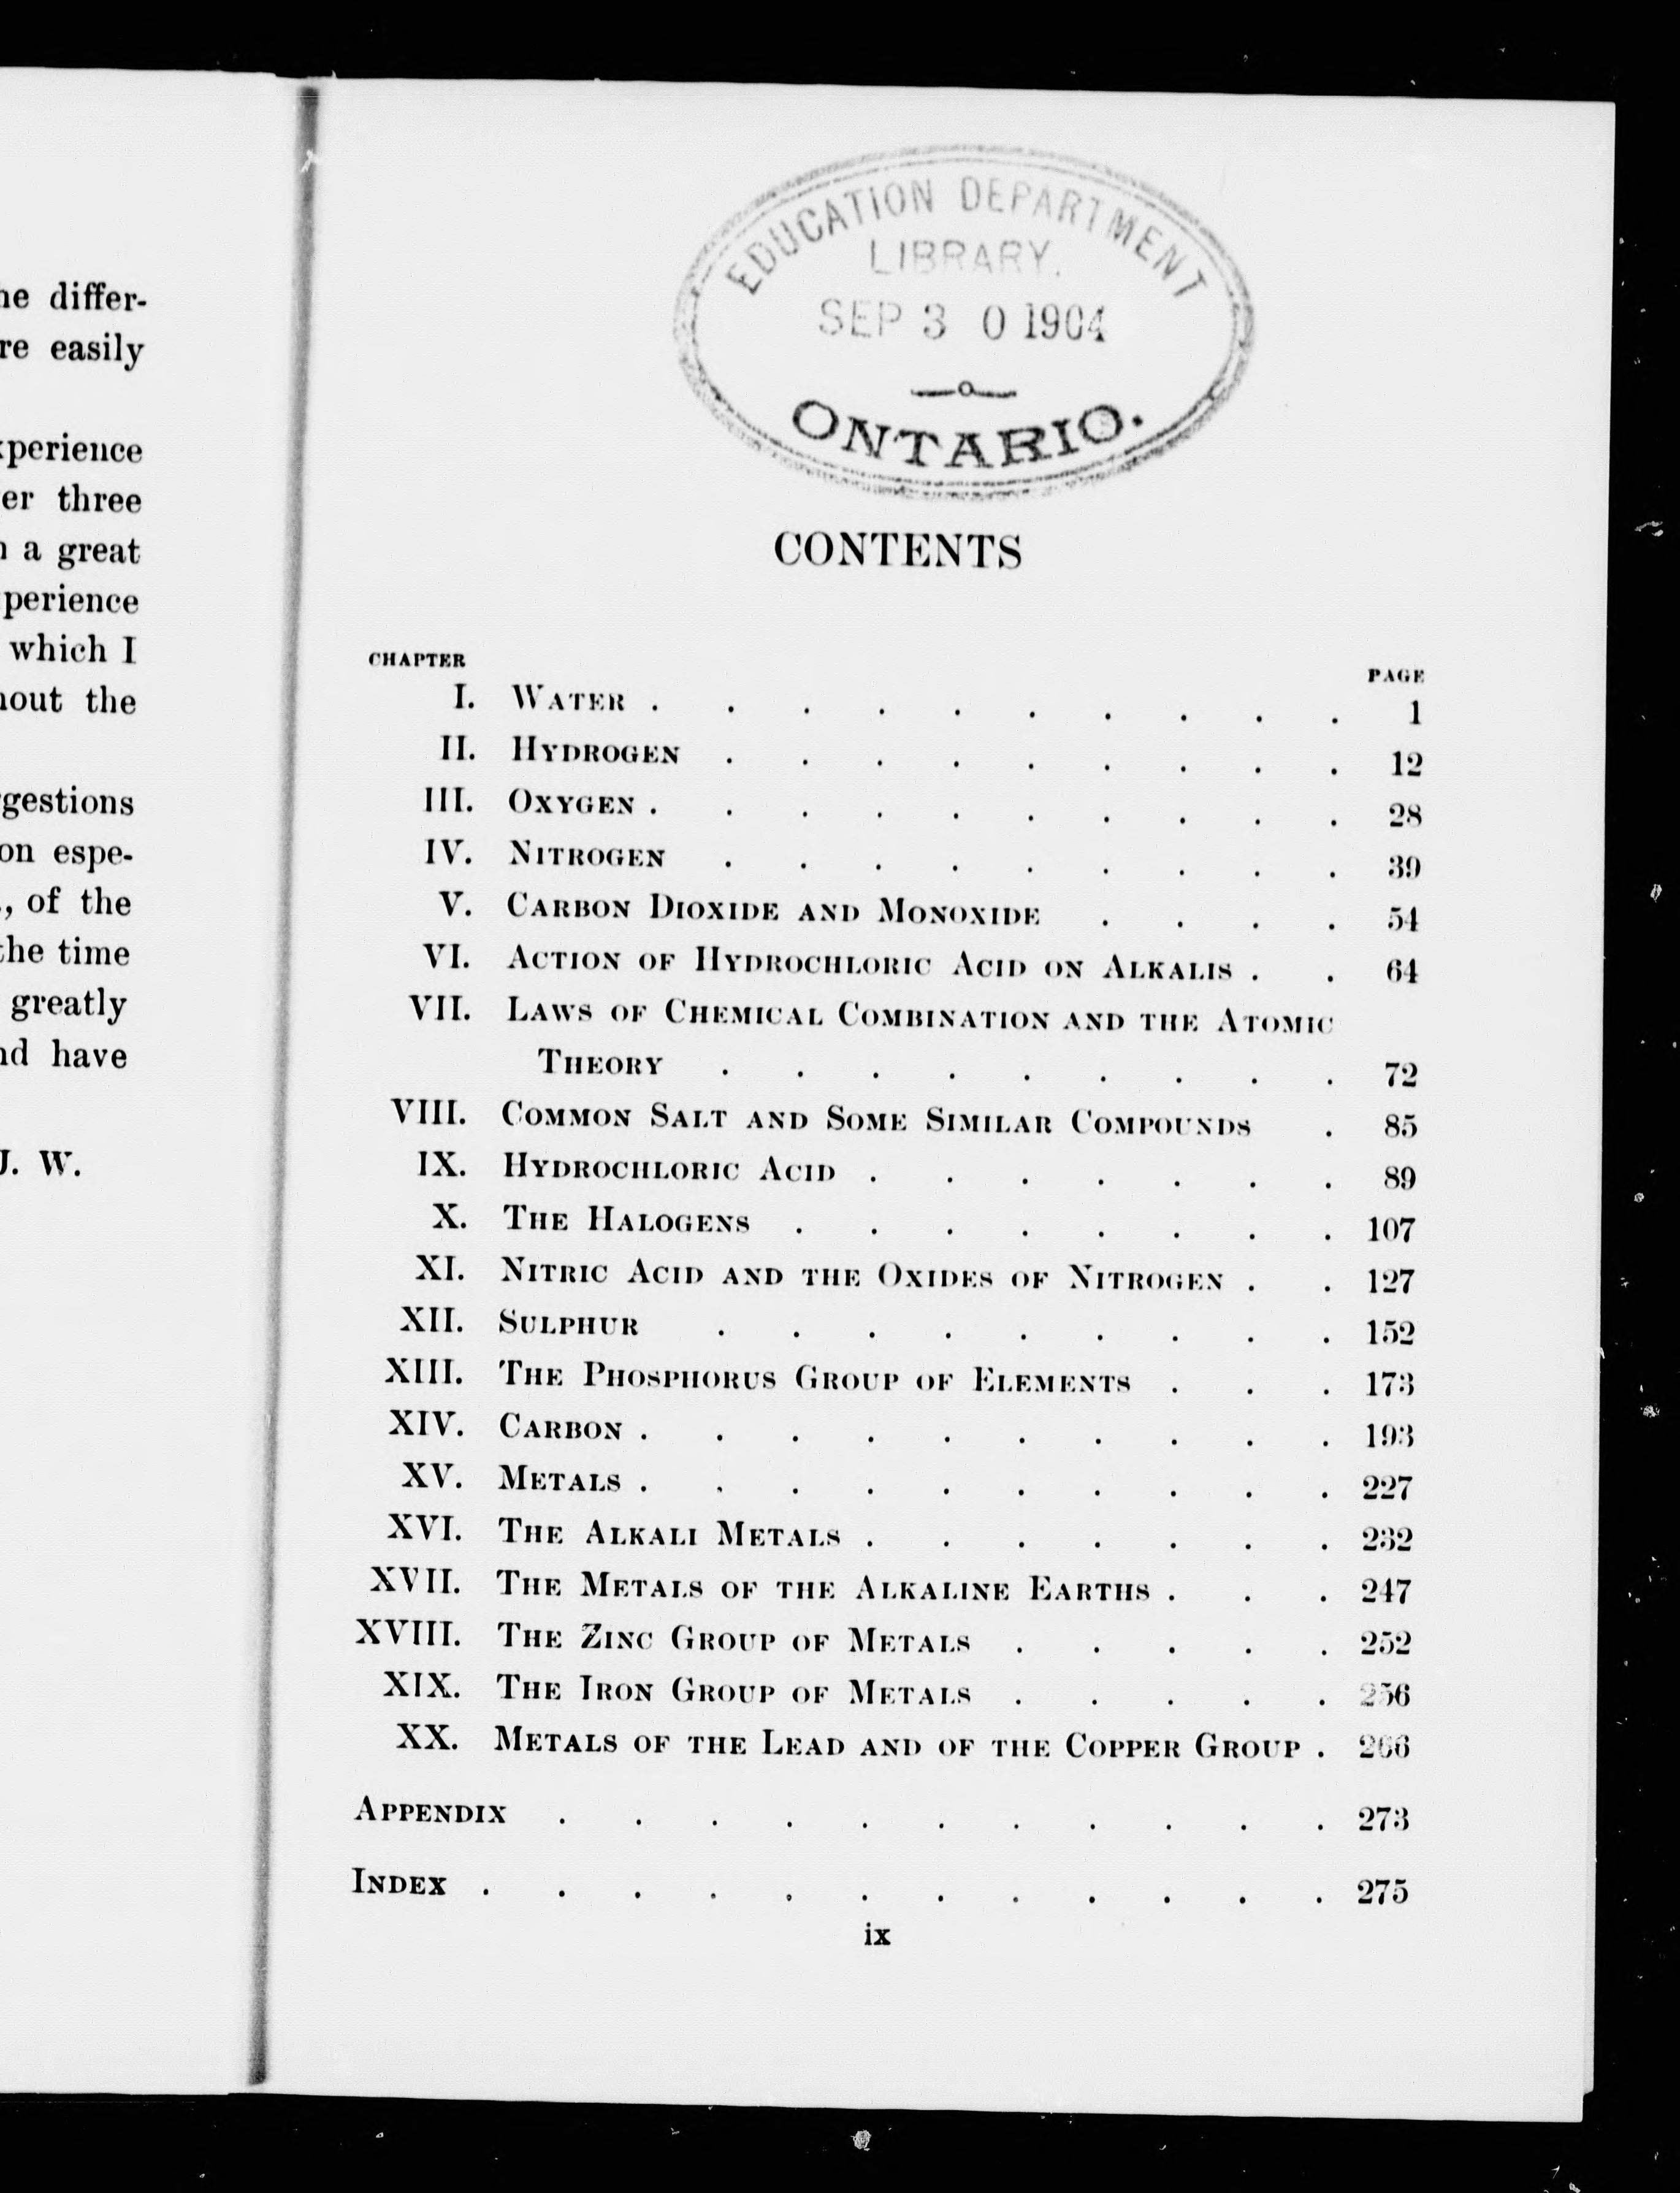 he differ-
re easily
xperience
er three
a great
perience
which I
hout the
gestions
on espe-
., of the
the time
greatly
nd have
J. W.
EDUCATION DEPARTMENT
LIBRARY.
SEP 3 0 1904
ONTARIO.
CONTENTS
CHAPTER PAGE
I. WATER . . . . . . . . . . 1
II. HYDROGEN . . . . . . . . . 12
III. OXYGEN . . . . . . . . . . 28
IV. NITROGEN . . . . . . . . . 39
V. CARBON DIOXIDE AND MONOXIDE . . . . 54
VI. ACTION OF HYDROCHLORIC ACID ON ALKALIS . . 64
VII. LAWS OF CHEMICAL COMBINATION AND THE ATOMIC
THEORY . . . . . . . . . 72
VIII. COMMON SALT AND SOME SIMILAR COMPOUNDS . 85
IX. HYDROCHLORIC ACID . . . . . . . 89
X. THE HALOGENS . . . . . . . . 107
XI. NITRIC ACID AND THE OXIDES OF NITROGEN . . 127
XII. SULPHUR . . . . . . . . . 152
XIII. THE PHOSPHORUS GROUP OF ELEMENTS . . . 173
XIV. CARBON . . . . . . . . . . 193
XV. METALS . . . . . . . . . . 227
XVI. THE ALKALI METALS . . . . . . . 232
XVII. THE METALS OF THE ALKALINE EARTHS . . . 247
XVIII. THE ZINC GROUP OF METALS . . . . . 252
XIX. THE IRON GROUP OF METALS . . . . . 256
XX. METALS OF THE LEAD AND OF THE COPPER GROUP . 266
APPENDIX . . . . . . . . . . . 273
INDEX . . . . . . . . . . . . 275
ix